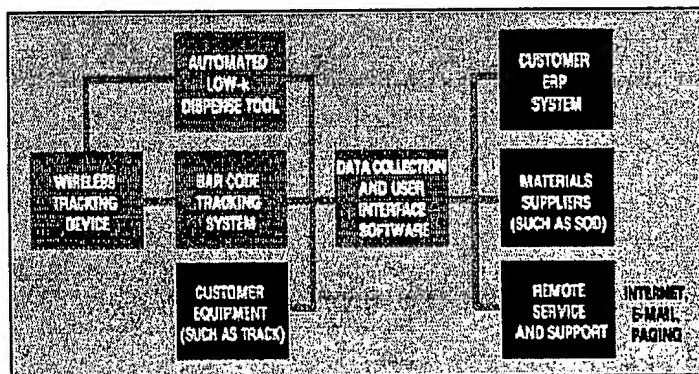 AUTOMATED
LOW-k
DISPENSE TOOL
CUSTOMER
ERP
SYSTEM
WIRELESS
TRACKING
DEVICE
BAR CODE
TRACKING
SYSTEM
DATA COLLECTION
AND USER
INTERFACE
SOFTWARE
MATERIALS
SUPPLIERS
(SUCH AS SOD)
CUSTOMER
EQUIPMENT
(SUCH AS TRACK)
REMOTE
SERVICE
AND SUPPORT
INTERNET,
E-MAIL,
PAGING